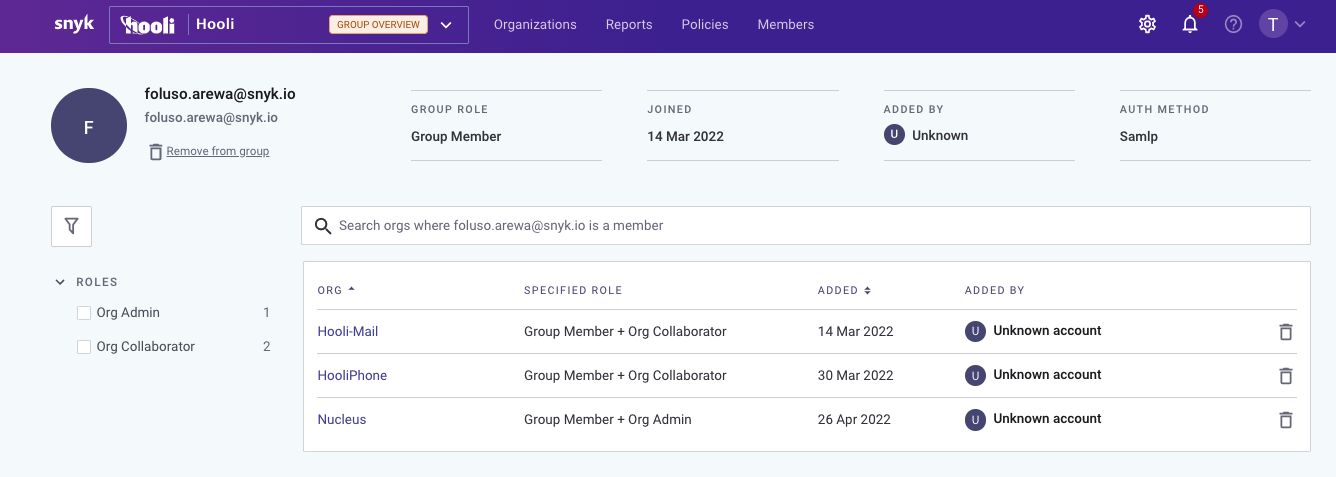 snyk hooli Hooli GROUP OVERVIEW Organizations Reports Policies Members 5 T
foluso.arewa@snyk.io
foluso.arewa@snyk.io
F
Remove from group
GROUP ROLE
Group Member
JOINED
14 Mar 2022
ADDED BY
U Unknown
AUTH METHOD
Samlp
Search orgs where foluso.arewa@snyk.io is a member
ROLES
Org Admin 1
Org Collaborator 2
ORG SPECIFIED ROLE ADDED ADDED BY
Hooli-Mail Group Member + Org Collaborator 14 Mar 2022 U Unknown account
HooliPhone Group Member + Org Collaborator 30 Mar 2022 U Unknown account
Nucleus Group Member + Org Admin 26 Apr 2022 U Unknown account